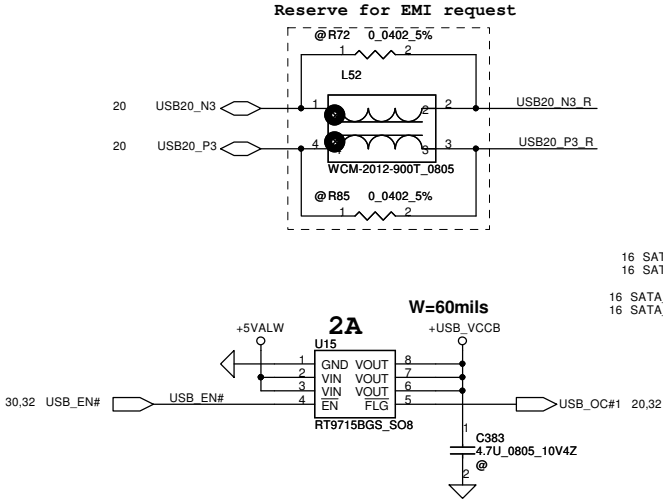 Reserve for EMI request
@ R72 0_0402_5%
1 2
L52
20 USB20_N3 1 2 2 USB20_N3_R
20 USB20_P3 4 3 3 USB20_P3_R
WCM-2012-900T_0805
@ R85 0_0402_5%
1 2
16 SAT
16 SAT
16 SATA_
16 SATA_
W=60mils
+5VALW 2A +USB_VCCB
U15
1 GND VOUT 8
2 VIN VOUT 7
3 VIN VOUT 6
30,32 USB_EN# USB_EN# 4 EN FLG 5 USB_OC#1 20,32
RT9715BGS_SO8
1
C383
4.7U_0805_10V4Z
@
2